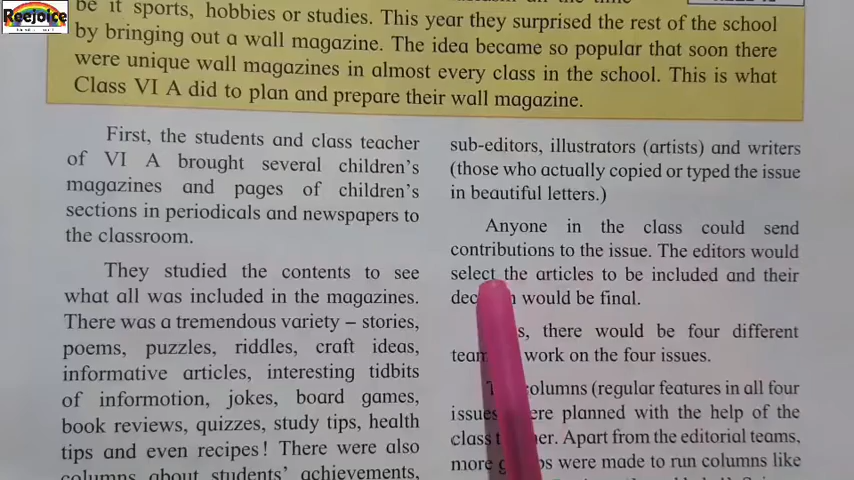 Reejoice
be it sports, hobbies or studies. This year they surprised the rest of the school
by bringing out a wall magazine. The idea became so popular that soon there
were unique wall magazines in almost every class in the school. This is what
Class VI A did to plan and prepare their wall magazine.
First, the students and class teacher
of VI A brought several children's
magazines and pages of children's
sections in periodicals and newspapers to
the classroom.
They studied the contents to see
what all was included in the magazines.
There was a tremendous variety – stories,
poems, puzzles, riddles, craft ideas,
informative articles, interesting tidbits
of informotion, jokes, board games,
book reviews, quizzes, study tips, health
tips and even recipes! There were also
columns about students' achievements,
sub-editors, illustrators (artists) and writers
(those who actually copied or typed the issue
in beautiful letters.)
Anyone in the class could send
contributions to the issue. The editors would
select the articles to be included and their
would be final.
there would be four different
work on the four issues.
columns (regular features in all four
issues were planned with the help of the
class Apart from the editorial teams,
more were made to run columns like